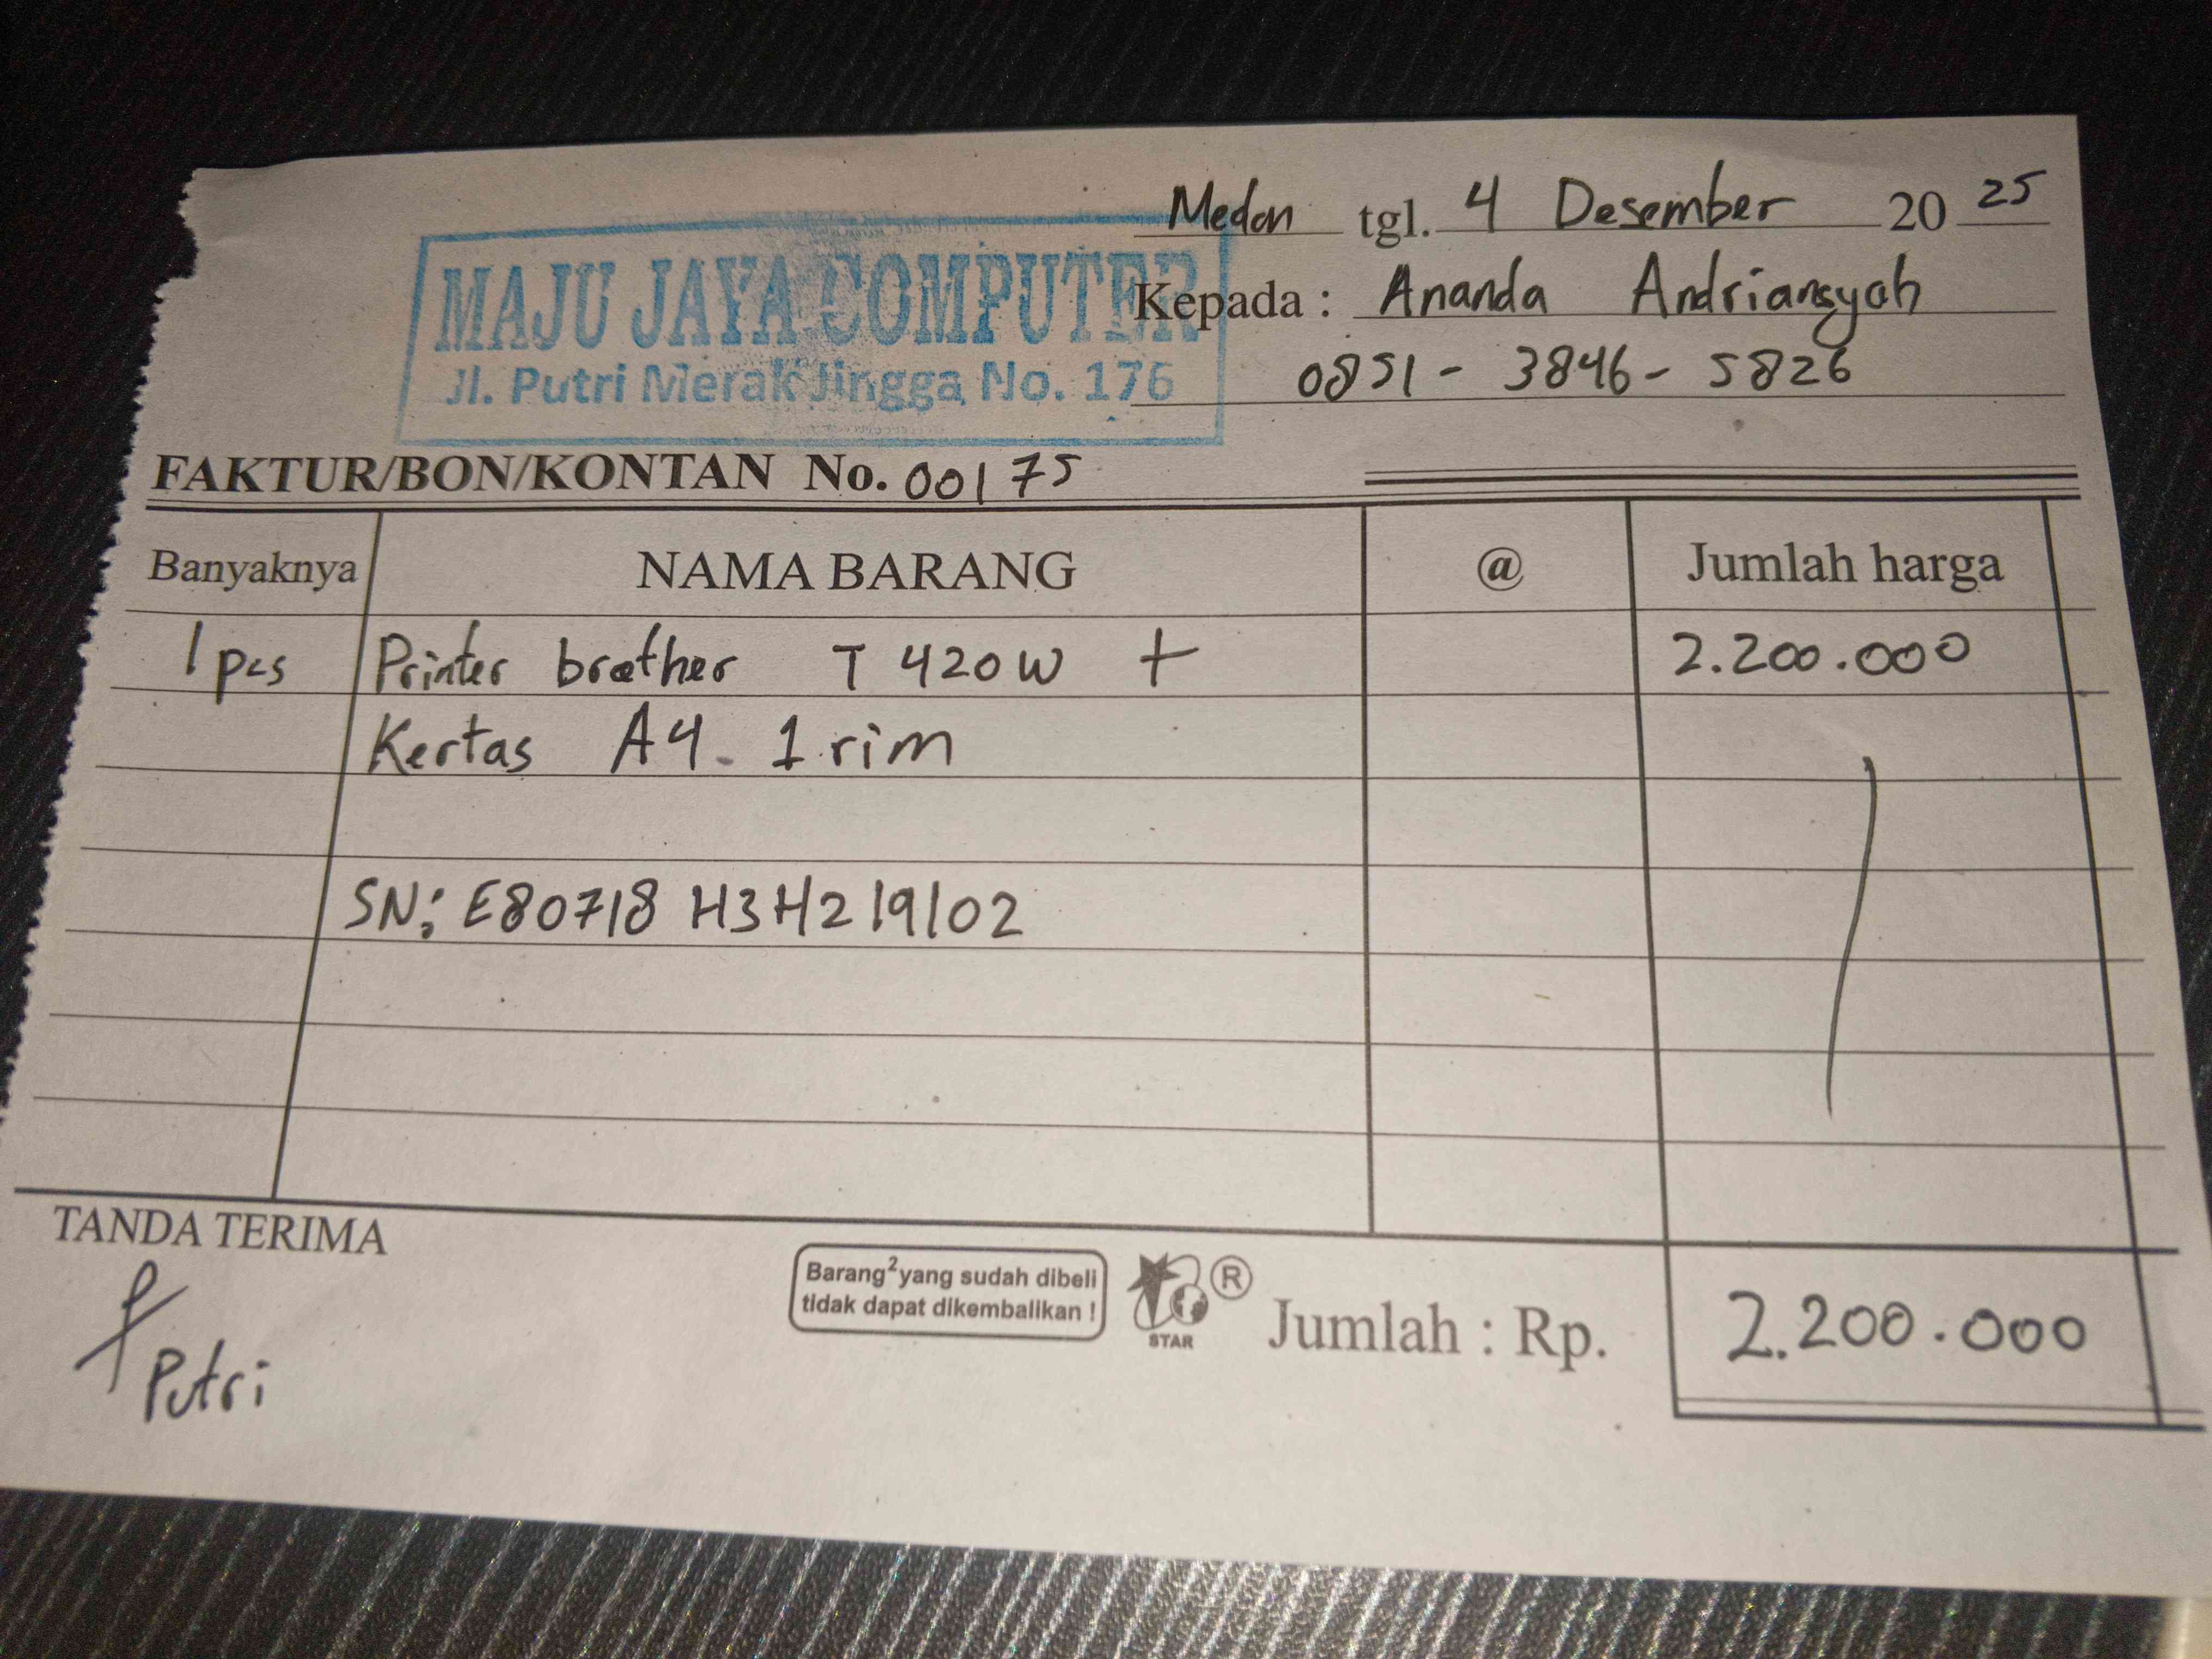 Medan tgl. 4 Desember 20 25
MAJU JAYA COMPUTER
Jl. Putri Merak Jingga No. 176
Kepada : Ananda Andriansyah
0851 - 3846 - 5826
FAKTUR/BON/KONTAN No. 00175
Banyaknya NAMA BARANG @ Jumlah harga
1 pcs Printer brother T 420W + 2.200.000
Kertas A4. 1 rim
SN: E80718 H3H219102
TANDA TERIMA
Putri
Barang2 yang sudah dibeli
tidak dapat dikembalikan !
STAR
®
Jumlah : Rp. 2.200.000